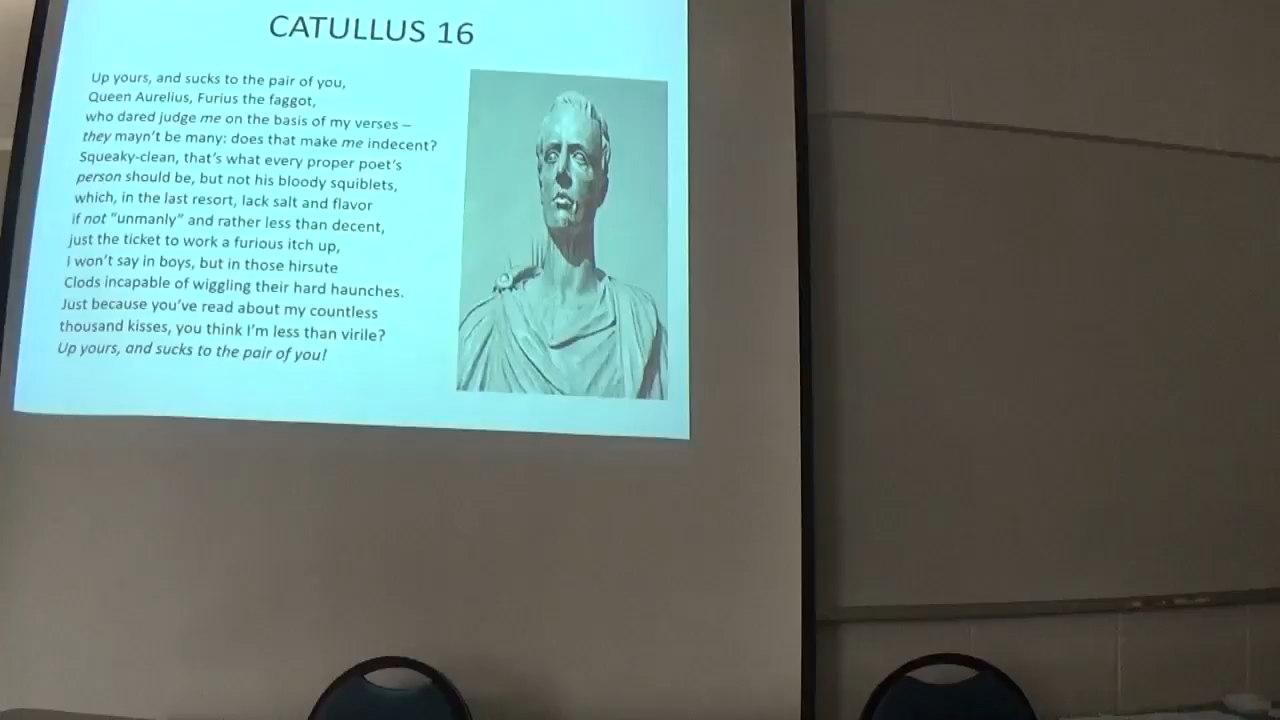 CATULLUS 16
Up yours, and sucks to the pair of you,
Queen Aurelius, Furius the faggot,
who dared judge me on the basis of my verses –
they mayn't be many: does that make me indecent?
Squeaky-clean, that's what every proper poet's
person should be, but not his bloody squiblets,
which, in the last resort, lack salt and flavor
if not "unmanly" and rather less than decent,
just the ticket to work a furious itch up,
I won't say in boys, but in those hirsute
Clods incapable of wiggling their hard haunches.
Just because you've read about my countless
thousand kisses, you think I'm less than virile?
Up yours, and sucks to the pair of you!